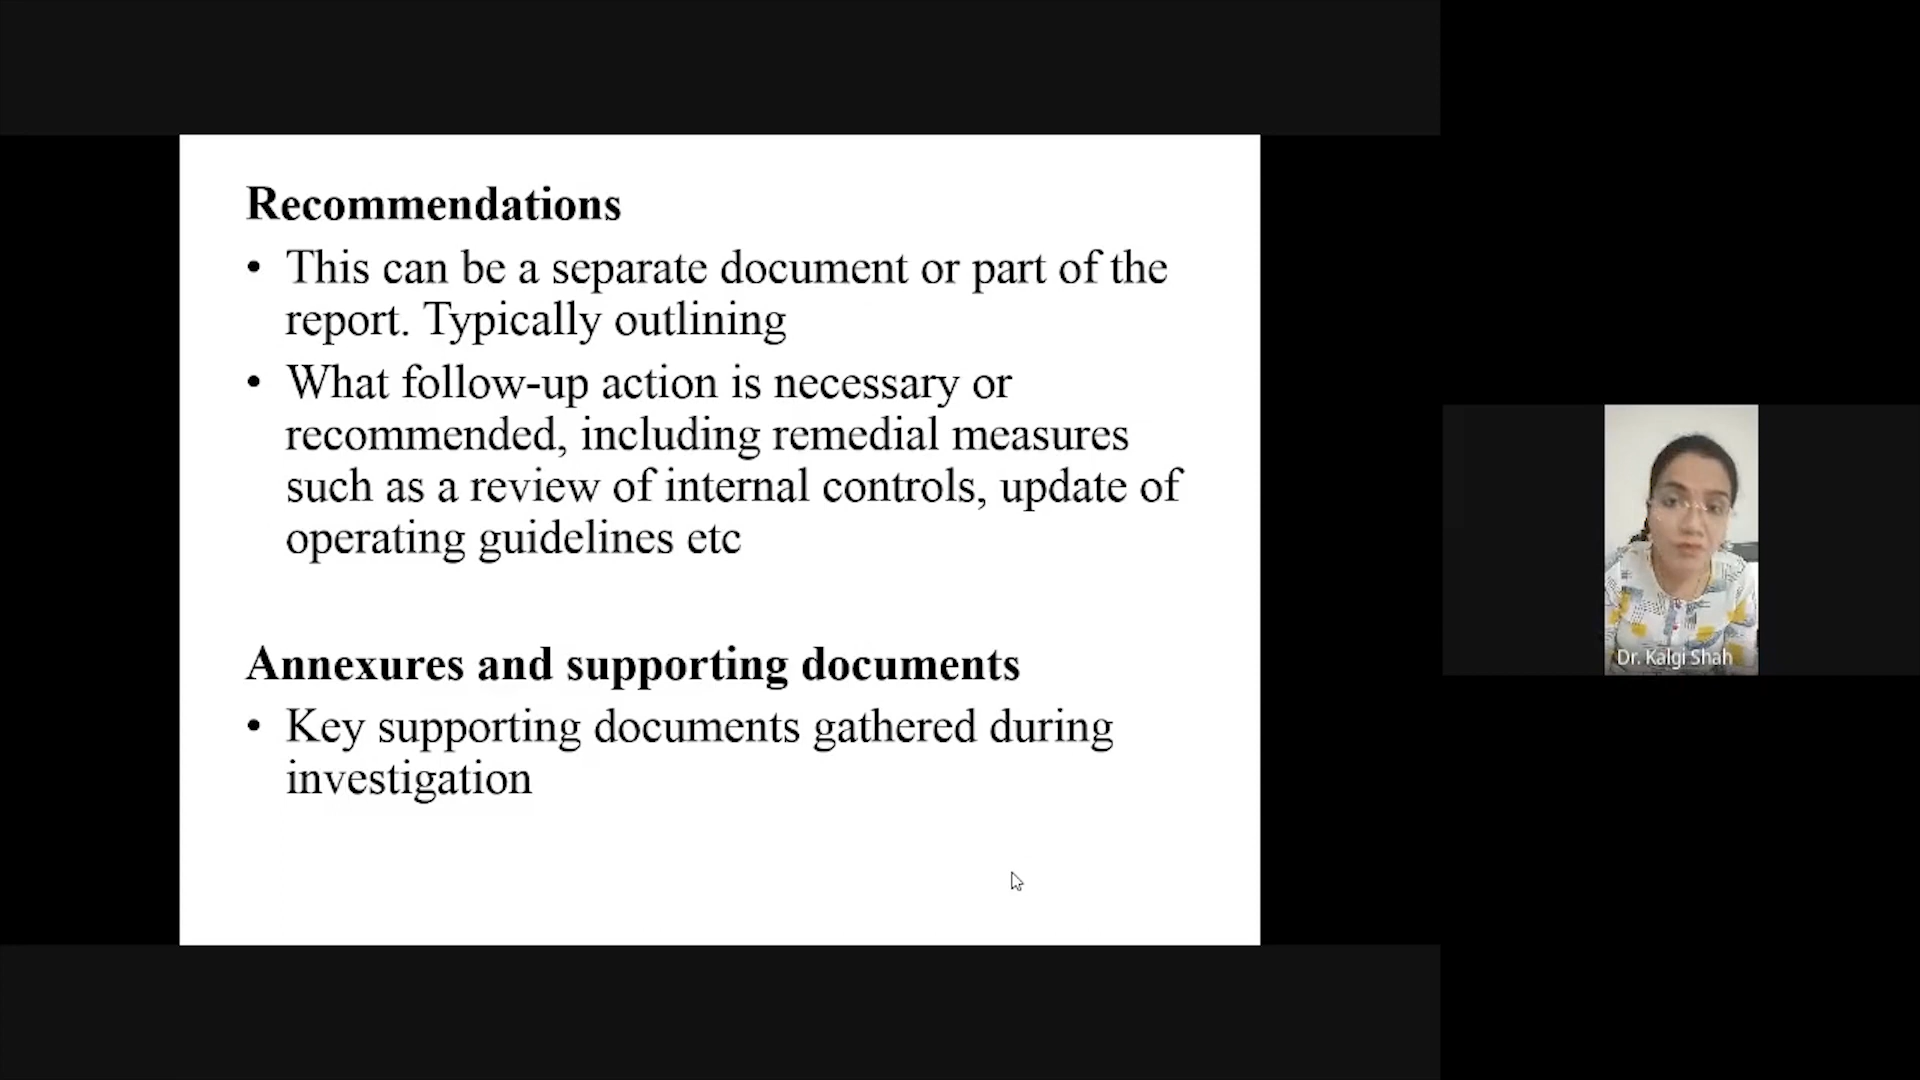 Recommendations
• This can be a separate document or part of the
report. Typically outlining
• What follow-up action is necessary or
recommended, including remedial measures
such as a review of internal controls, update of
operating guidelines etc
Annexures and supporting documents
• Key supporting documents gathered during
investigation
Dr. Kalgi Shah